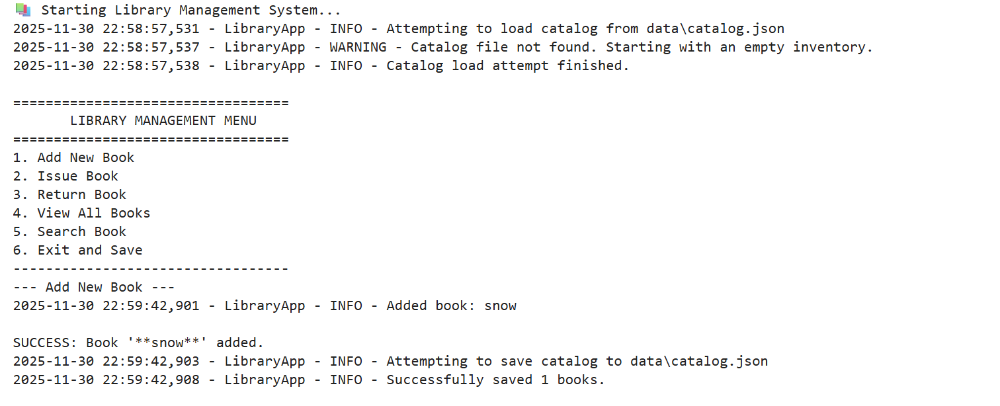 📚 Starting Library Management System...
2025-11-30 22:58:57,531 - LibraryApp - INFO - Attempting to load catalog from data\catalog.json
2025-11-30 22:58:57,537 - LibraryApp - WARNING - Catalog file not found. Starting with an empty inventory.
2025-11-30 22:58:57,538 - LibraryApp - INFO - Catalog load attempt finished.

==================================
       LIBRARY MANAGEMENT MENU
==================================
1. Add New Book
2. Issue Book
3. Return Book
4. View All Books
5. Search Book
6. Exit and Save
----------------------------------
--- Add New Book ---
2025-11-30 22:59:42,901 - LibraryApp - INFO - Added book: snow

SUCCESS: Book '**snow**' added.
2025-11-30 22:59:42,903 - LibraryApp - INFO - Attempting to save catalog to data\catalog.json
2025-11-30 22:59:42,908 - LibraryApp - INFO - Successfully saved 1 books.